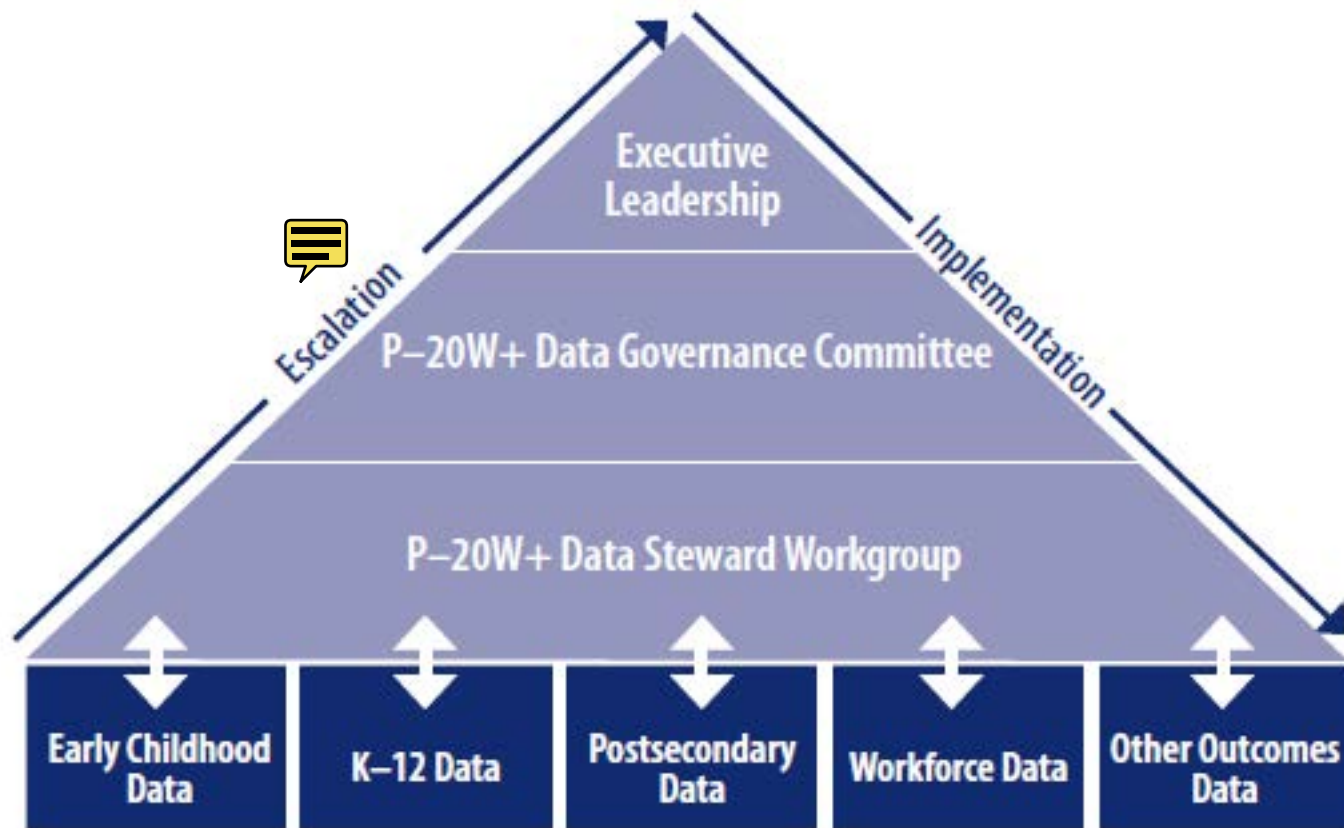 Executive
Leadership
Escalation
Implementation
P–20W+ Data Governance Committee
P–20W+ Data Steward Workgroup
Early Childhood
Data
K–12 Data
Postsecondary
Data
Workforce Data
Other Outcomes
Data